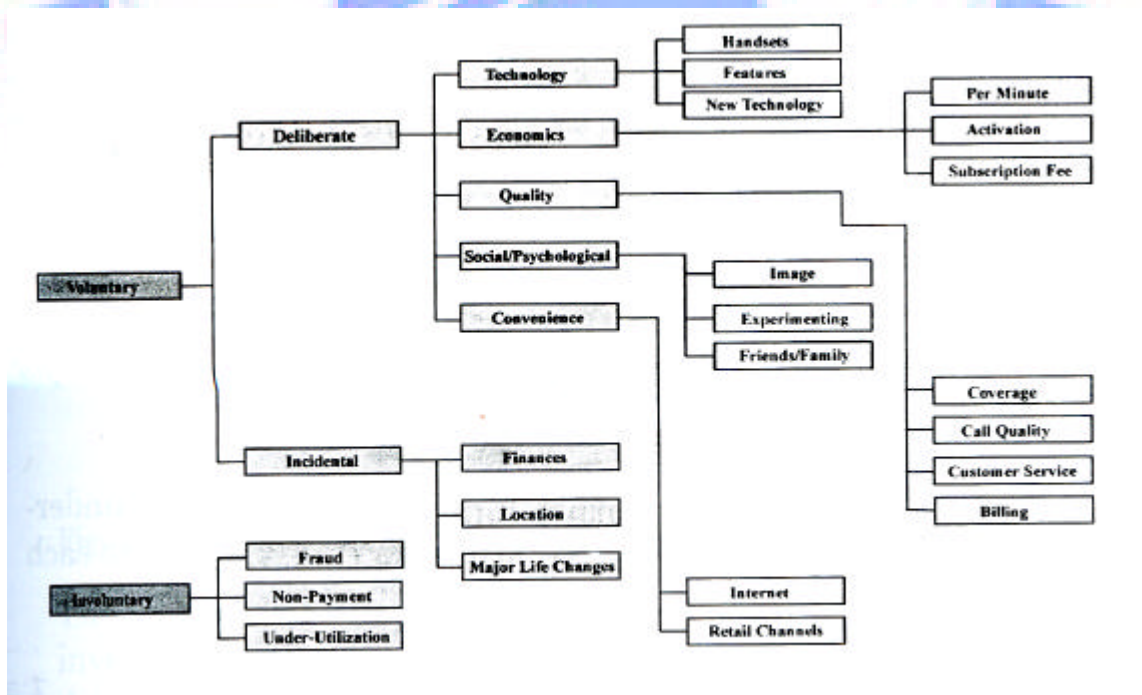 Voluntary
Deliberate
Technology
Handsets
Features
New Technology
Economics
Per Minute
Activation
Subscription Fee
Quality
Coverage
Call Quality
Customer Service
Billing
Social/Psychological
Image
Experimenting
Friends/Family
Convenience
Internet
Retail Channels
Incidental
Finances
Location
Major Life Changes
Involuntary
Fraud
Non-Payment
Under-Utilization